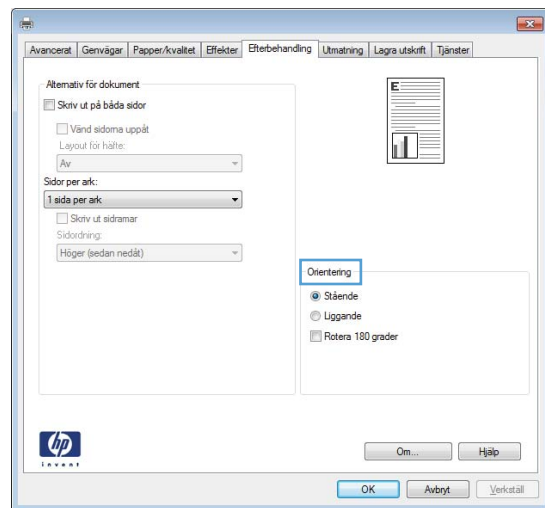 Avancerat Genvägar Papper/kvalitet Effekter Efterbehandling Utmatning Lagra utskrift Tjänster
Alternativ för dokument
Skriv ut på båda sidor
Vänd sidorna uppåt
Layout för häfte:
Av
Sidor per ark:
1 sida per ark
Skriv ut sidramar
Sidordning:
Höger (sedan nedåt)
E
Orientering
Stående
Liggande
Rotera 180 grader
hp
invent
Om... Hjälp
OK Avbryt Verkställ